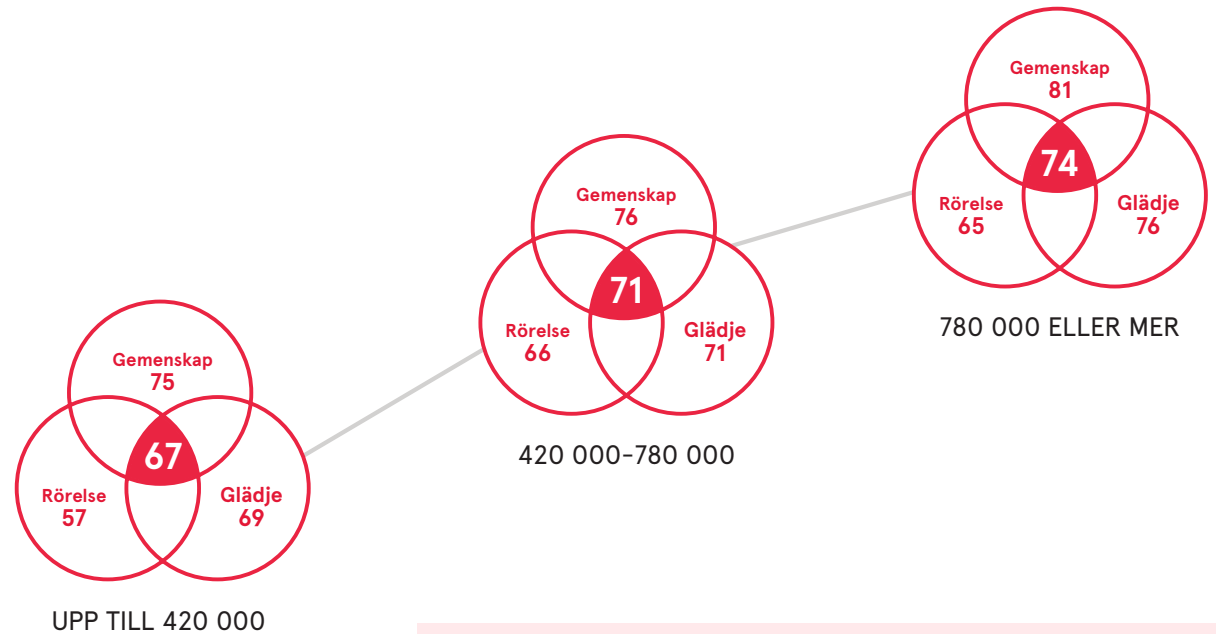 Gemenskap
75
67
Rörelse
57
Glädje
69
UPP TILL 420 000
Gemenskap
76
71
Rörelse
66
Glädje
71
420 000-780 000
Gemenskap
81
74
Rörelse
65
Glädje
76
780 000 ELLER MER